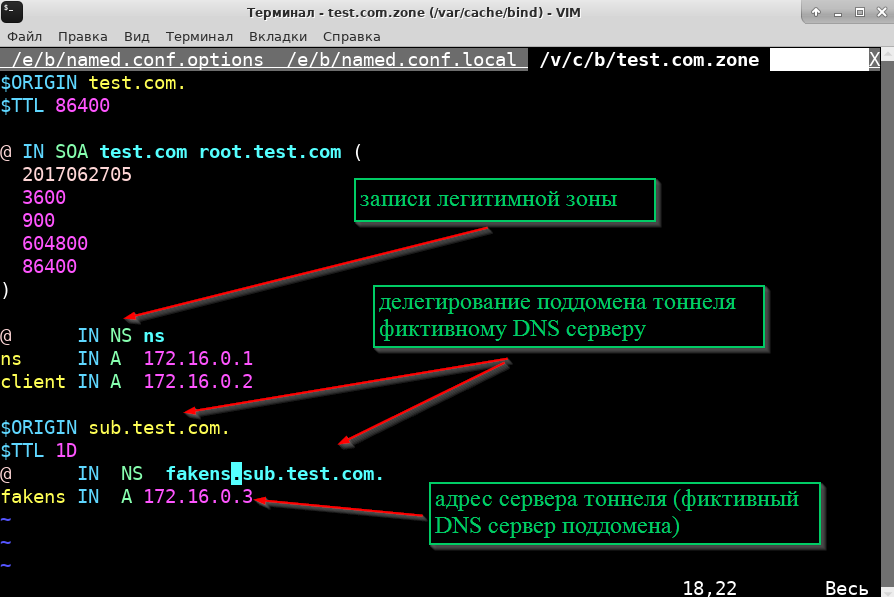 Терминал - test.com.zone (/var/cache/bind) - VIM
Файл Правка Вид Терминал Вкладки Справка
/e/b/named.conf.options /e/b/named.conf.local /v/c/b/test.com.zone X
$ORIGIN test.com.
$TTL 86400
@ IN SOA test.com root.test.com (
2017062705
3600
900
604800
86400
)
записи легитимной зоны
делегирование поддомена тоннеля
фиктивному DNS серверу
@ IN NS ns
ns IN A 172.16.0.1
client IN A 172.16.0.2
$ORIGIN sub.test.com.
$TTL 1D
@ IN NS fakens.sub.test.com.
fakens IN A 172.16.0.3
адрес сервера тоннеля (фиктивный
DNS сервер поддомена)
~
~
~
18,22 Весь